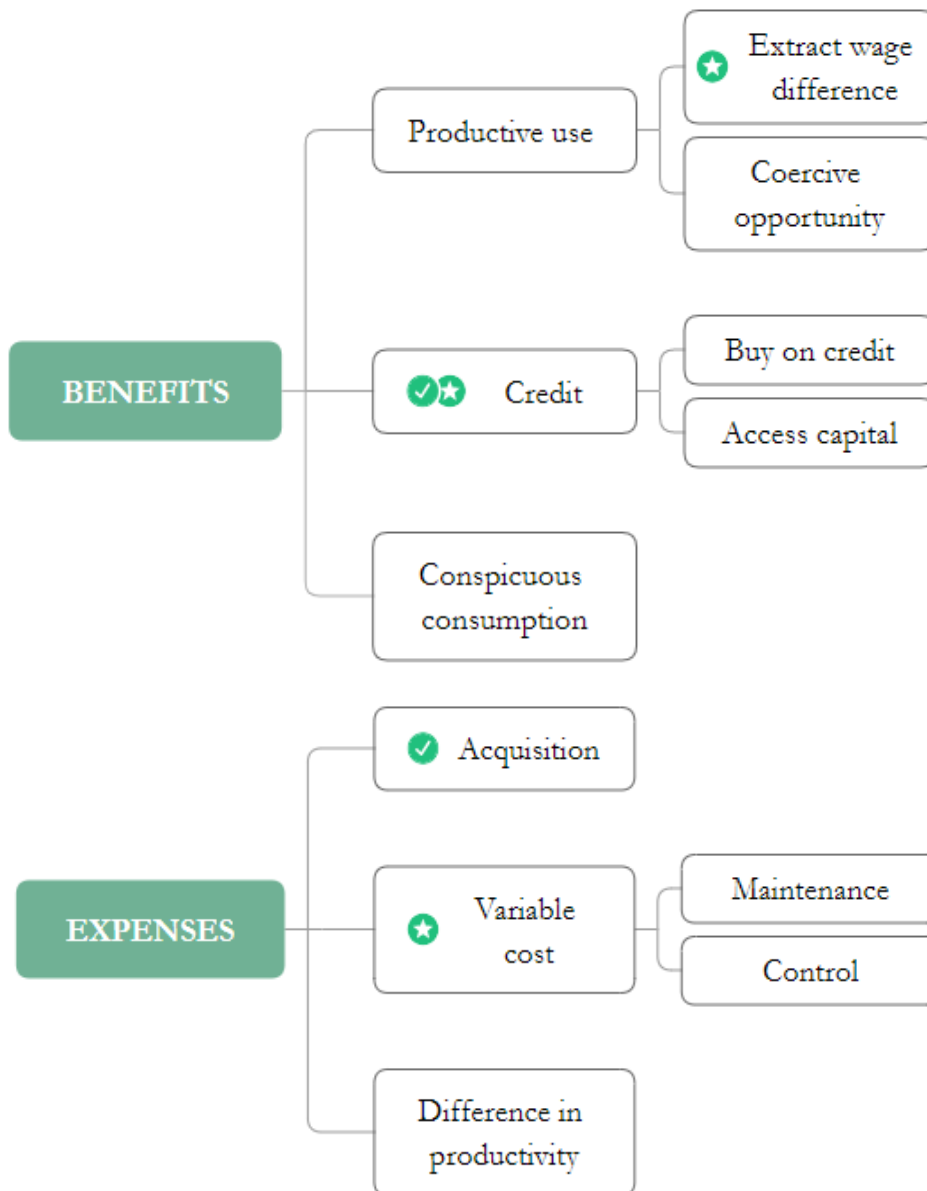 Extract wage
difference
Productive use
Coercive
opportunity
Buy on credit
BENEFITS
Credit
Access capital
Conspicuous
consumption
Acquisition
Maintenance
Variable
cost
EXPENSES
Control
Difference in
productivity